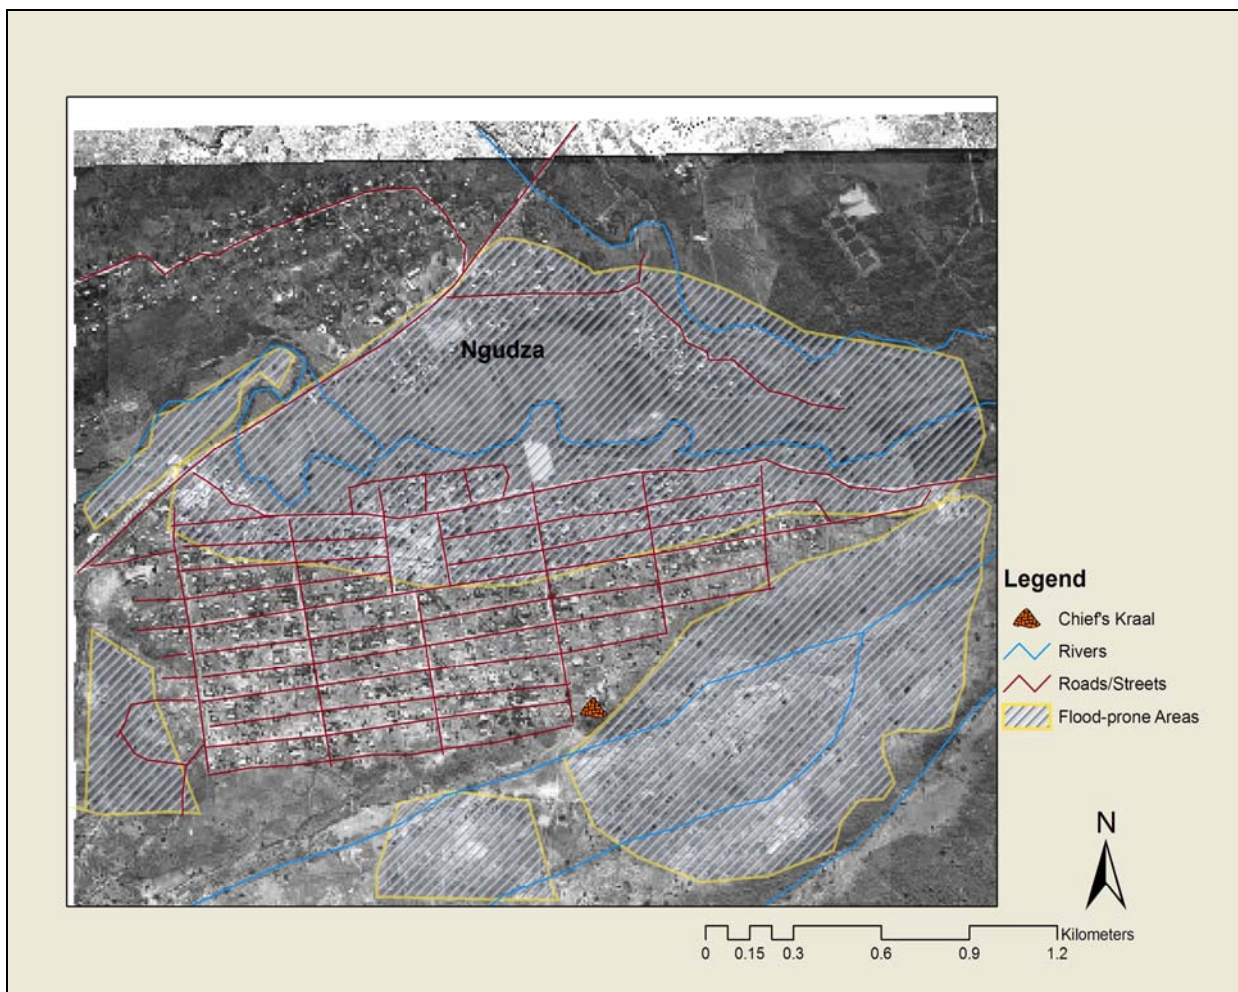 Ngudza
Legend
Chief's Kraal
Rivers
Roads/Streets
Flood-prone Areas
N
Kilometers
0 0.15 0.3 0.6 0.9 1.2